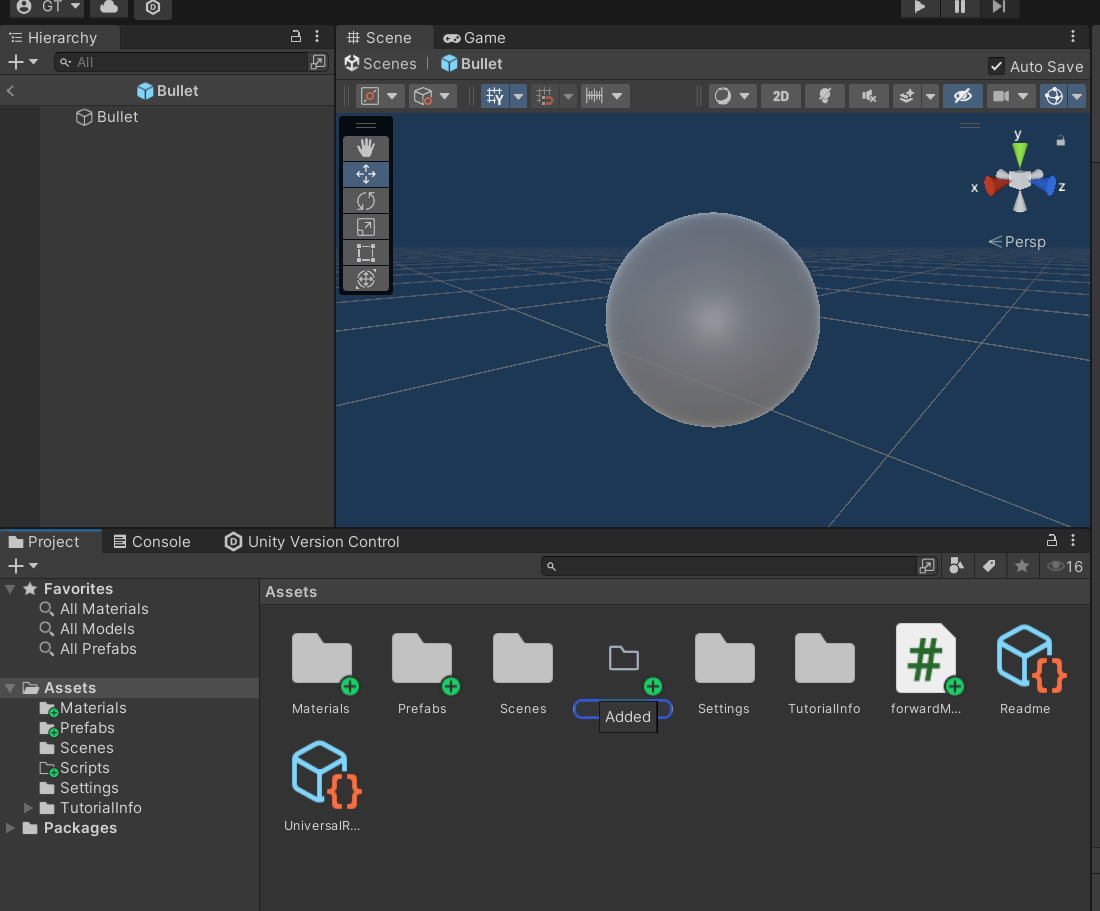 GT
Hierarchy
All
Bullet
Bullet
Scene Game
Scenes | Bullet
Auto Save
Y
2D
y
x z
Persp
Project Console Unity Version Control
16
Favorites
All Materials
All Models
All Prefabs
Assets
Materials
Prefabs
Scenes
Scripts
Settings
TutorialInfo
Packages
Assets
Materials Prefabs Scenes Settings TutorialInfo forwardM... Readme
Added
UniversalR...